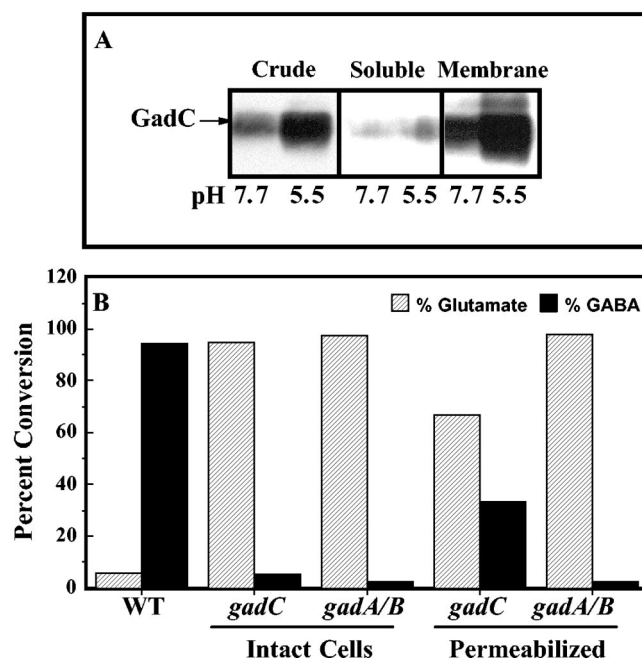 A
Crude Soluble Membrane
GadC
pH 7.7 5.5 7.7 5.5 7.7 5.5
B
% Glutamate % GABA
120
100
80
60
40
20
0
Percent Conversion
WT gadC gadA/B gadC gadA/B
Intact Cells Permeabilized